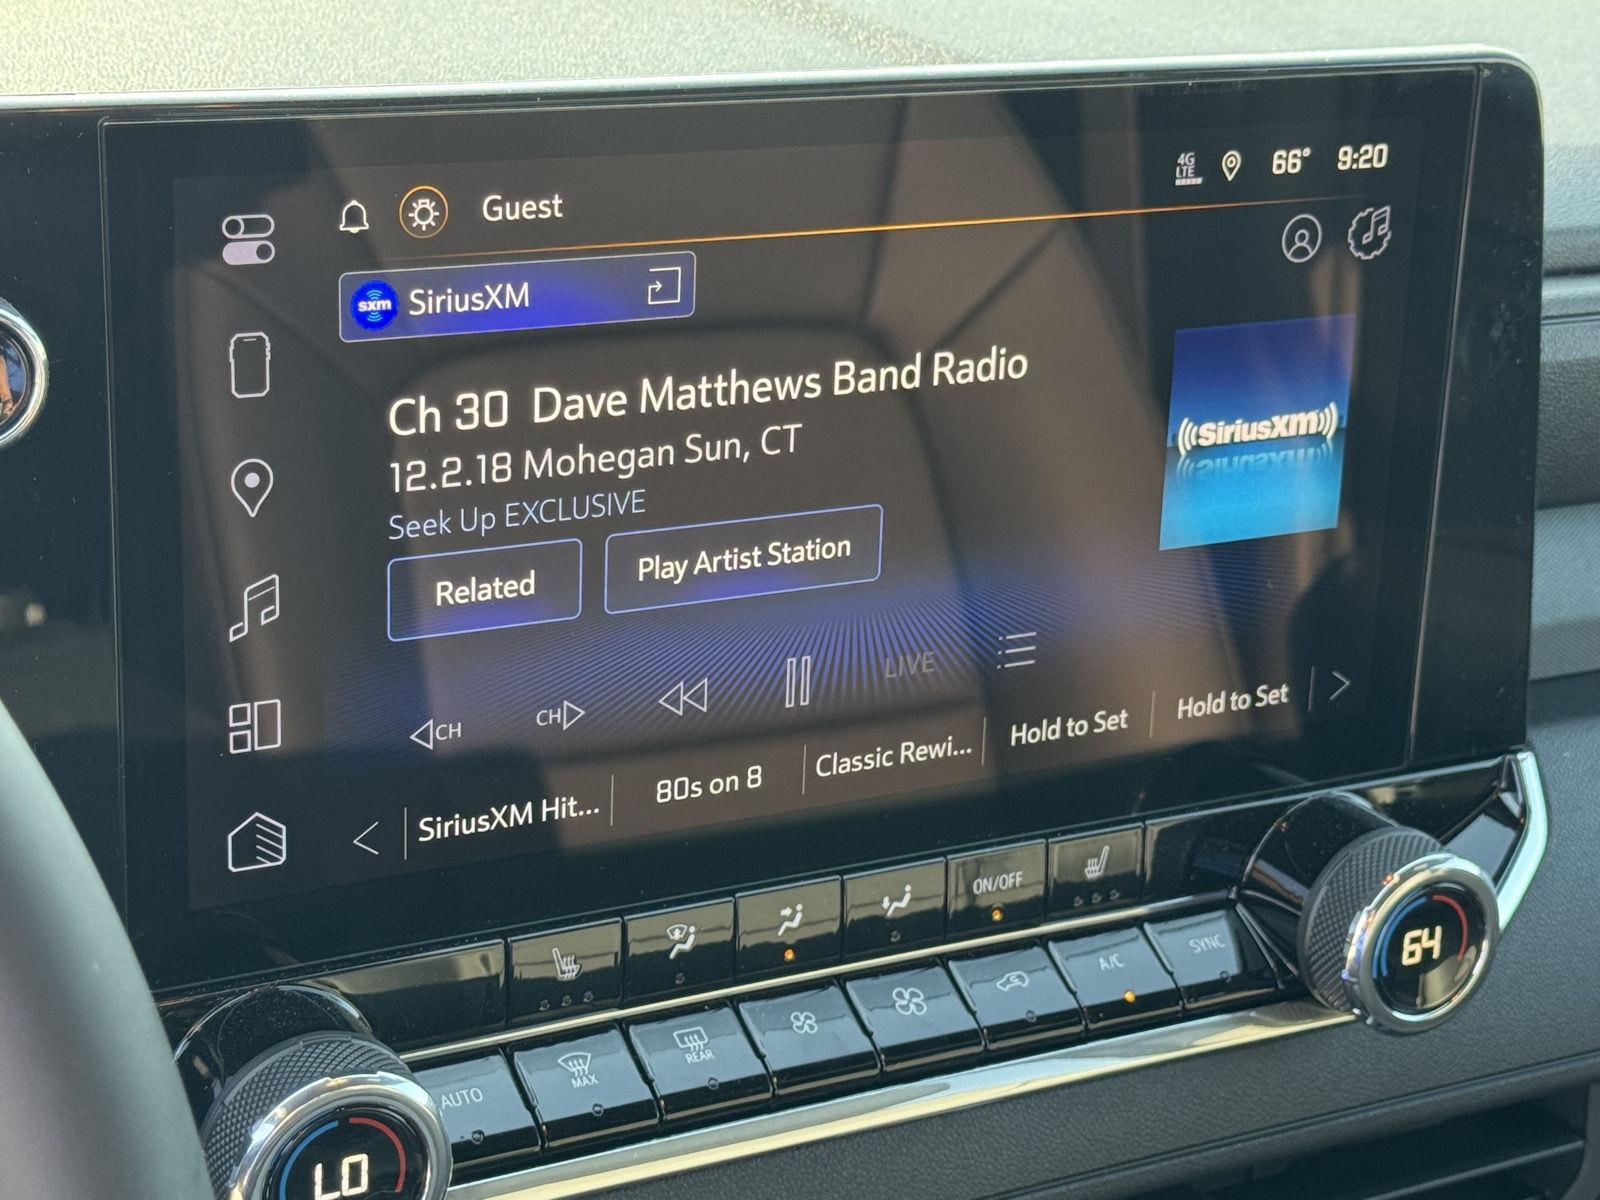 4G
LTE
66° 9:20
Guest
sxm SiriusXM
Ch 30 Dave Matthews Band Radio
12.2.18 Mohegan Sun, CT
Seek Up EXCLUSIVE
Related
Play Artist Station
((SiriusXM))
CH
CH
LIVE
SiriusXM Hit...
80s on 8
Classic Rewi...
Hold to Set
Hold to Set
ON/OFF
64
AUTO
MAX
REAR
A/C
SYNC
LO